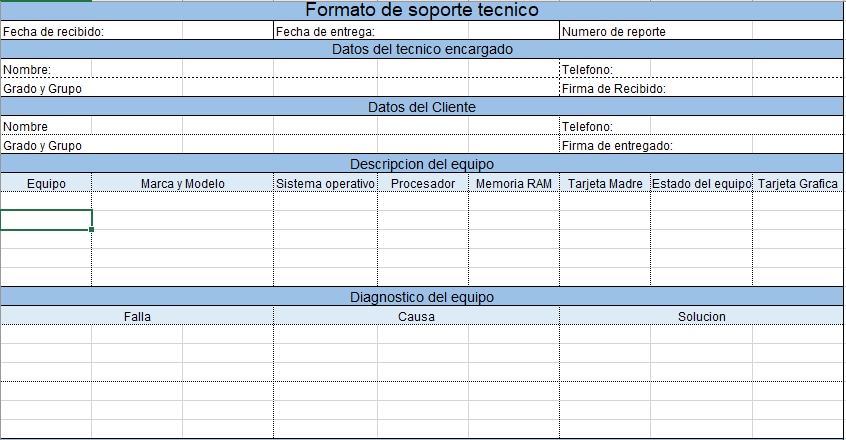 Formato de soporte tecnico
Fecha de recibido: Fecha de entrega: Numero de reporte
Datos del tecnico encargado
Nombre: Telefono:
Grado y Grupo Firma de Recibido:
Datos del Cliente
Nombre Telefono:
Grado y Grupo Firma de entregado:
Descripcion del equipo
Equipo Marca y Modelo Sistema operativo Procesador Memoria RAM Tarjeta Madre Estado del equipo Tarjeta Grafica
Diagnostico del equipo
Falla Causa Solucion